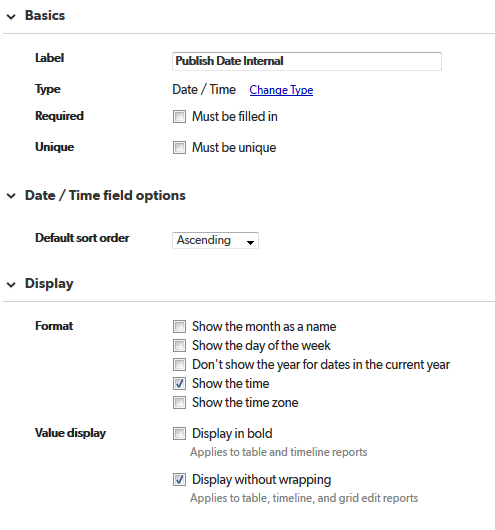 Basics
Label Publish Date Internal
Type Date / Time Change Type
Required Must be filled in
Unique Must be unique
Date / Time field options
Default sort order Ascending
Display
Format Show the month as a name
Show the day of the week
Don't show the year for dates in the current year
Show the time
Show the time zone
Value display Display in bold
Applies to table and timeline reports
Display without wrapping
Applies to table, timeline, and grid edit reports